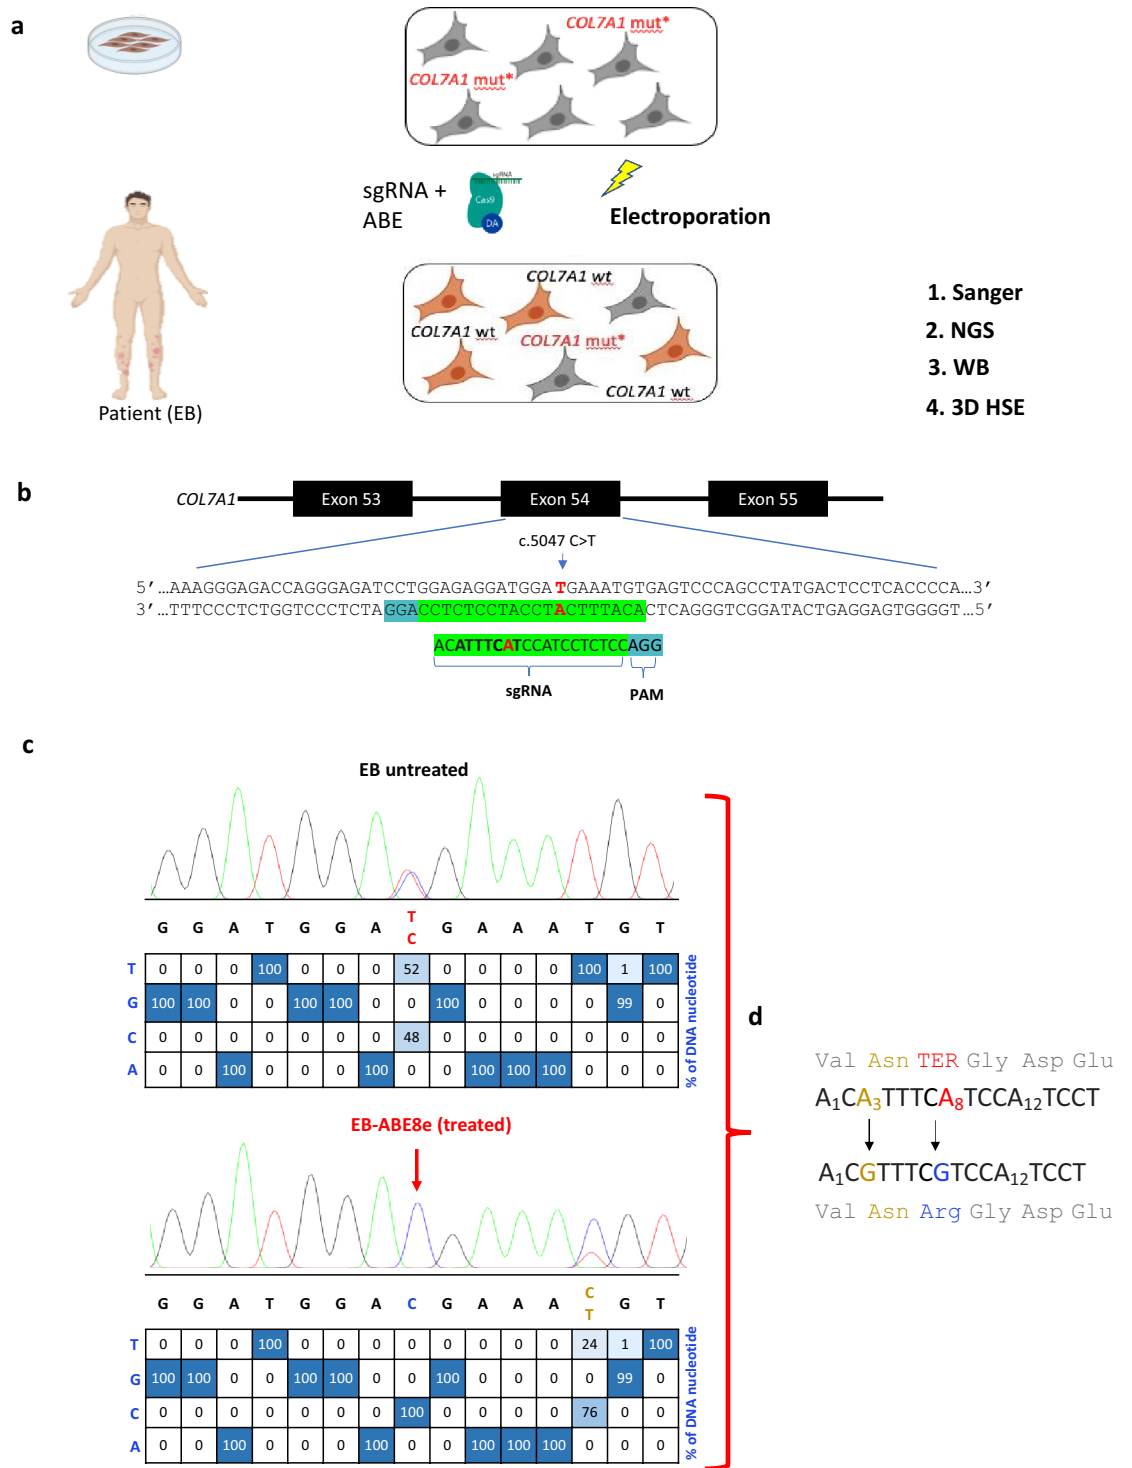 a
COL7A1 mut*
COL7A1 mut*
sgRNA +
ABE
sgRNA
Cas9
DA
Electroporation
COL7A1 wt
COL7A1 wt
COL7A1 mut*
COL7A1 wt
Patient (EB)
1. Sanger
2. NGS
3. WB
4. 3D HSE
b
COL7A1
Exon 53
Exon 54
Exon 55
c.5047 C>T
5′ …AAAGGGAGACCAGGGAGATCCTGGAGAGGATGGATGAAATGTGAGTCCCAGCCTATGACTCCTCACCCCA…3′
3′ …TTTCCCTCTGGTCCCTCTAGGACCTCTCCTACCTACTTTACACTCAGGGTCGGATACTGAGGAGTGGGGT…5′
ACATTTCATCCATCCTCTCCAGG
sgRNA
PAM
c
EB untreated
G G A T G G A T G A A A T G T
C
T 0 0 0 100 0 0 0 52 0 0 0 0 100 1 100
G 100 100 0 0 100 100 0 0 100 0 0 0 0 99 0
C 0 0 0 0 0 0 0 48 0 0 0 0 0 0 0
A 0 0 100 0 0 0 100 0 0 100 100 100 0 0 0
% of DNA nucleotide
EB-ABE8e (treated)
G G A T G G A C G A A A C G T
T
T 0 0 0 100 0 0 0 0 0 0 0 0 24 1 100
G 100 100 0 0 100 100 0 0 100 0 0 0 0 99 0
C 0 0 0 0 0 0 0 100 0 0 0 0 76 0 0
A 0 0 100 0 0 0 100 0 0 100 100 100 0 0 0
% of DNA nucleotide
d
Val Asn TER Gly Asp Glu
A1CA3TTTCA8TCCA12TCCT
A1CGTTTCGTCCA12TCCT
Val Asn Arg Gly Asp Glu